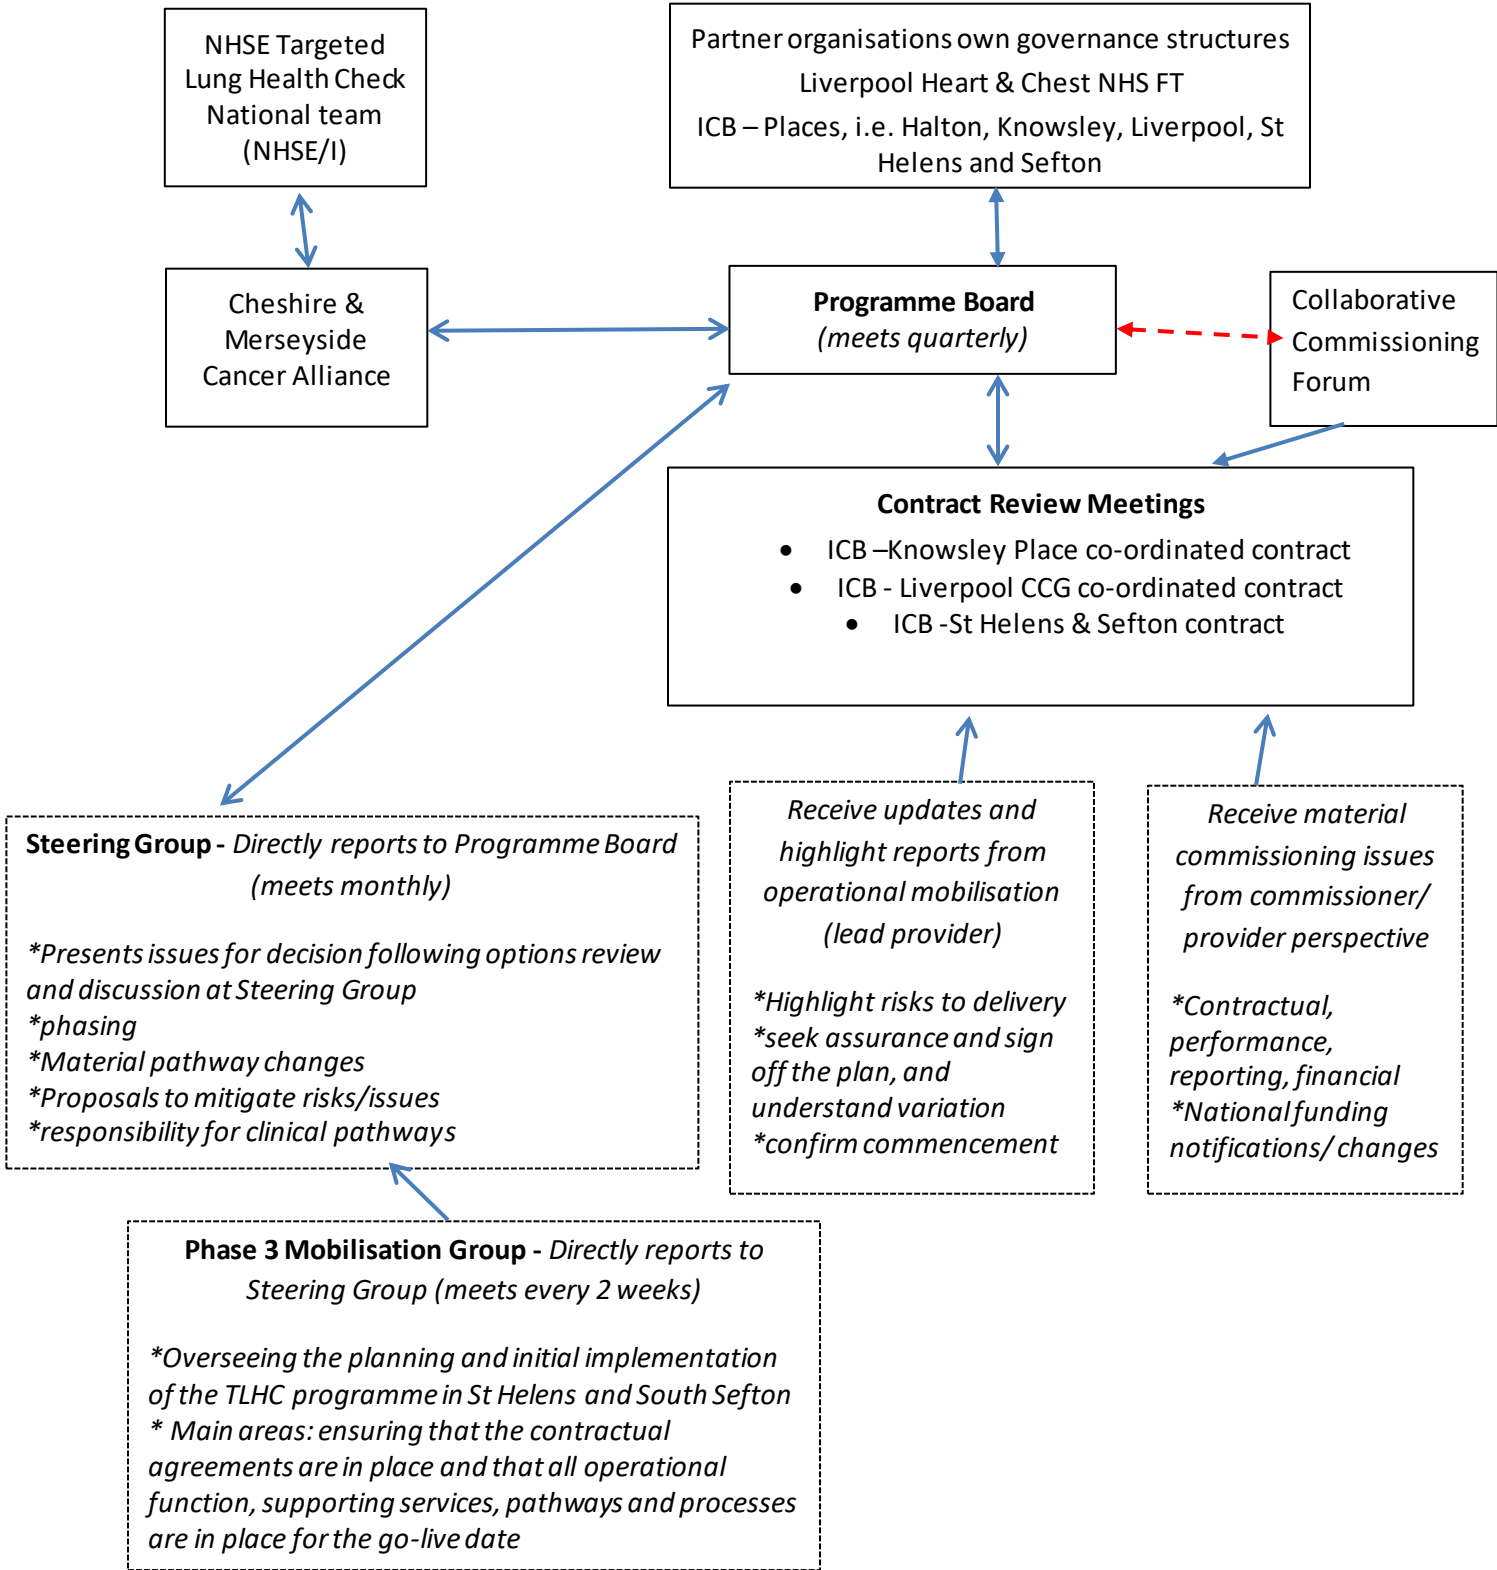 NHSE Targeted
Lung Health Check
National team
(NHSE/I)
Partner organisations own governance structures
Liverpool Heart & Chest NHS FT
ICB – Places, i.e. Halton, Knowsley, Liverpool, St
Helens and Sefton
Cheshire &
Merseyside
Cancer Alliance
Programme Board
(meets quarterly)
Collaborative
Commissioning
Forum
Contract Review Meetings
• ICB –Knowsley Place co-ordinated contract
• ICB - Liverpool CCG co-ordinated contract
• ICB -St Helens & Sefton contract
Steering Group - Directly reports to Programme Board
(meets monthly)
*Presents issues for decision following options review
and discussion at Steering Group
*phasing
*Material pathway changes
*Proposals to mitigate risks/issues
*responsibility for clinical pathways
Receive updates and
highlight reports from
operational mobilisation
(lead provider)
*Highlight risks to delivery
*seek assurance and sign
off the plan, and
understand variation
*confirm commencement
Receive material
commissioning issues
from commissioner/
provider perspective
*Contractual,
performance,
reporting, financial
*National funding
notifications/ changes
Phase 3 Mobilisation Group - Directly reports to
Steering Group (meets every 2 weeks)
*Overseeing the planning and initial implementation
of the TLHC programme in St Helens and South Sefton
* Main areas: ensuring that the contractual
agreements are in place and that all operational
function, supporting services, pathways and processes
are in place for the go-live date